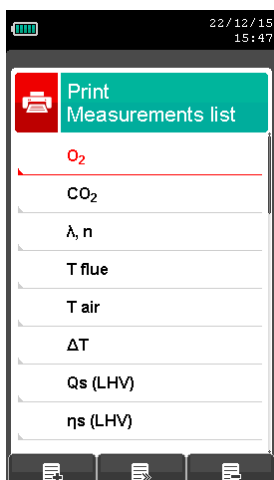 22/12/15
15:47
Print
Measurements list
O₂
CO₂
λ, n
T flue
T air
ΔT
Qs (LHV)
ηs (LHV)